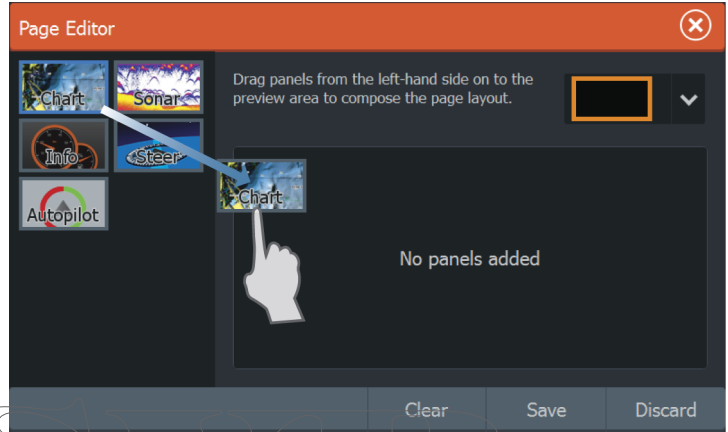 Page Editor
Chart
Sonar
Info
Steer
Autopilot
Drag panels from the left-hand side on to the
preview area to compose the page layout.
Chart
No panels added
Clear
Save
Discard